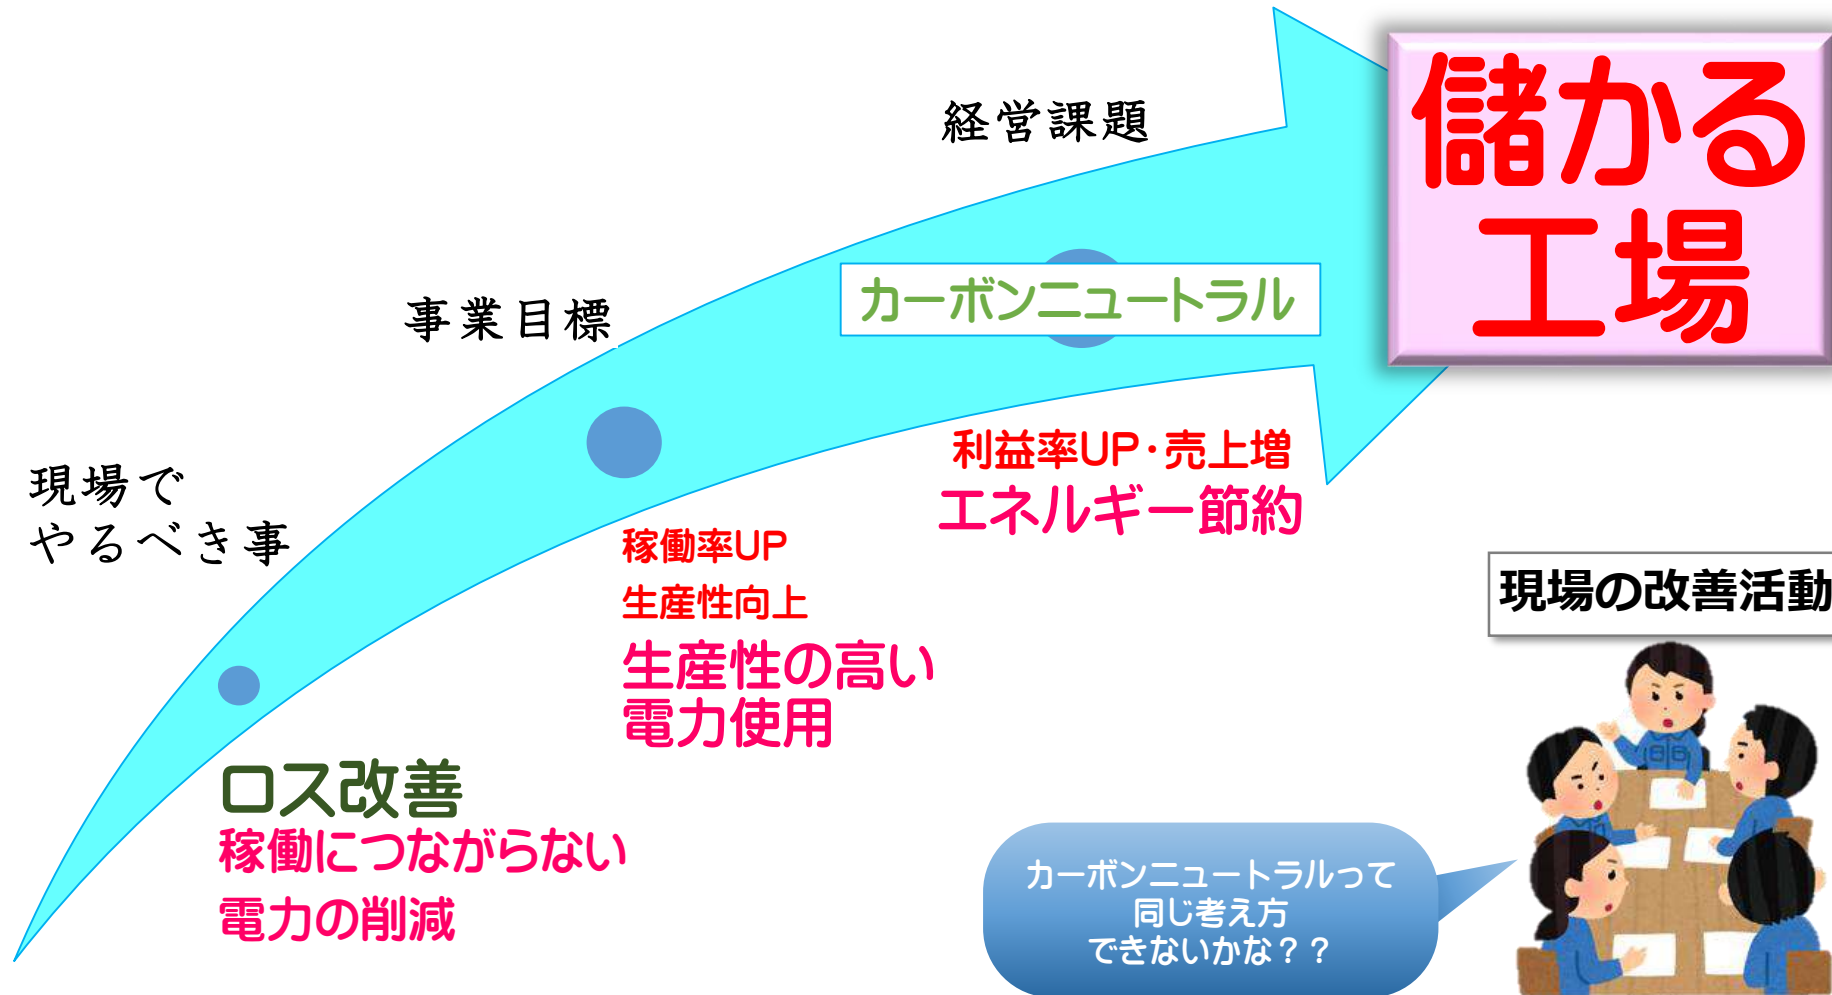 儲かる
工場
経営課題
カーボンニュートラル
事業目標
利益率UP・売上増
エネルギー節約
現場で
やるべき事
稼働率UP
生産性向上
生産性の高い
電力使用
現場の改善活動
ロス改善
稼働につながらない
電力の削減
カーボンニュートラルって
同じ考え方
できないかな？？